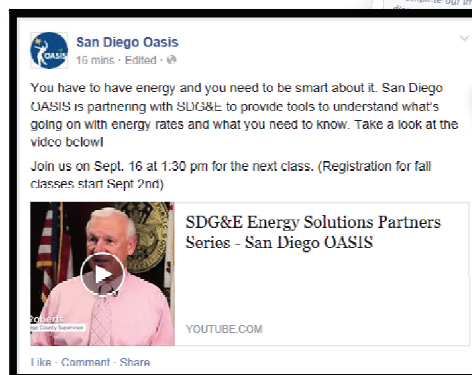 San Diego Oasis
16 mins · Edited ·
You have to have energy and you need to be smart about it. San Diego
OASIS is partnering with SDG&E to provide tools to understand what's
going on with energy rates and what you need to know. Take a look at the
video below!
Join us on Sept. 16 at 1:30 pm for the next class. (Registration for fall
classes start Sept 2nd)
OASIS
SDG&E Energy Solutions Partners
Series - San Diego OASIS
Roberts
ego County Supervisor
YOUTUBE.COM
Like · Comment · Share